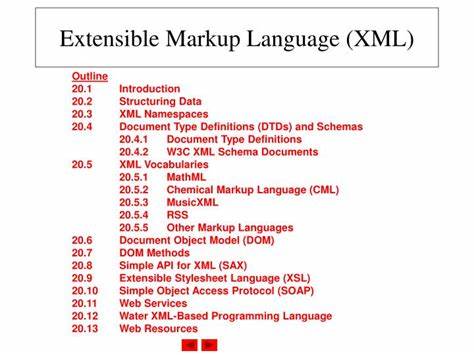 Extensible Markup Language (XML)
Outline
20.1 Introduction
20.2 Structuring Data
20.3 XML Namespaces
20.4 Document Type Definitions (DTDs) and Schemas
20.4.1 Document Type Definitions
20.4.2 W3C XML Schema Documents
20.5 XML Vocabularies
20.5.1 MathML
20.5.2 Chemical Markup Language (CML)
20.5.3 MusicXML
20.5.4 RSS
20.5.5 Other Markup Languages
20.6 Document Object Model (DOM)
20.7 DOM Methods
20.8 Simple API for XML (SAX)
20.9 Extensible Stylesheet Language (XSL)
20.10 Simple Object Access Protocol (SOAP)
20.11 Web Services
20.12 Water XML-Based Programming Language
20.13 Web Resources